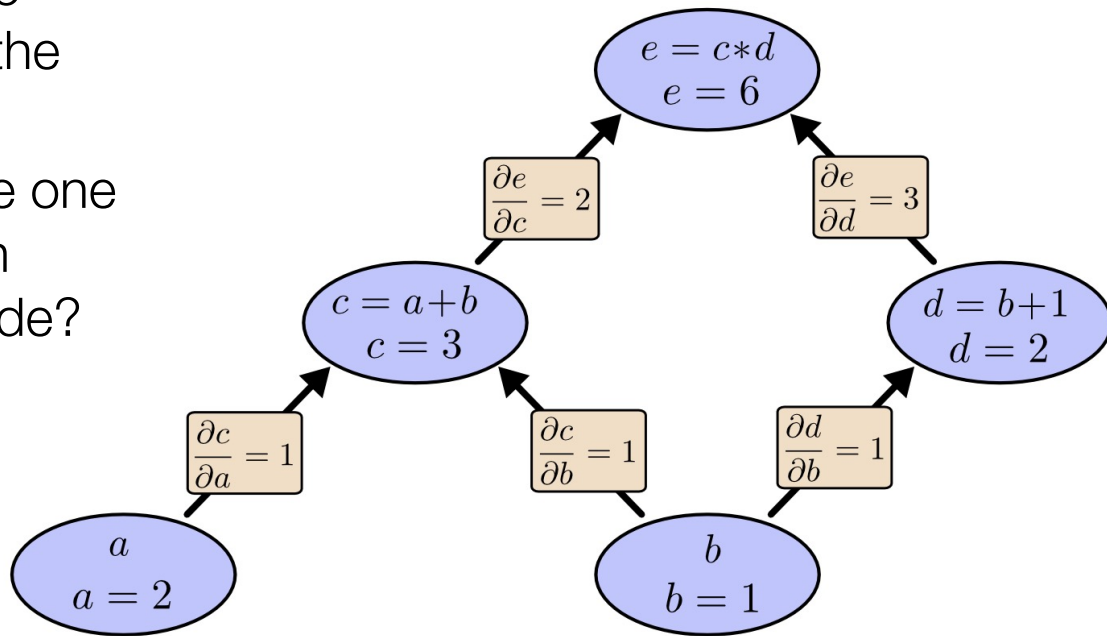 the
e one
de?
e = c*d
e = 6
∂e/∂c = 2
∂e/∂d = 3
c = a+b
c = 3
d = b+1
d = 2
∂c/∂a = 1
∂c/∂b = 1
∂d/∂b = 1
a
a = 2
b
b = 1